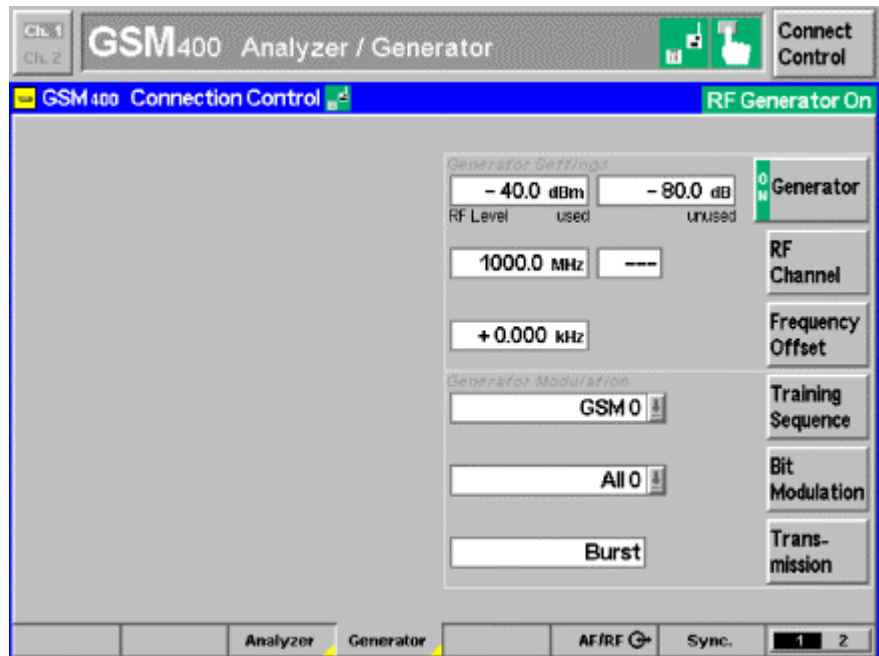 Ch. 1
Ch. 2
GSM400 Analyzer / Generator
Connect
Control
GSM 400 Connection Control
RF Generator On
Generator Settings
– 40.0 dBm
– 80.0 dB
RF Level used
unused
ON
Generator
1000.0 MHz
---
RF
Channel
+ 0.000 kHz
Frequency
Offset
Generator Modulation
GSM 0
Training
Sequence
All 0
Bit
Modulation
Burst
Trans-
mission
Analyzer
Generator
AF/RF
Sync.
1 2